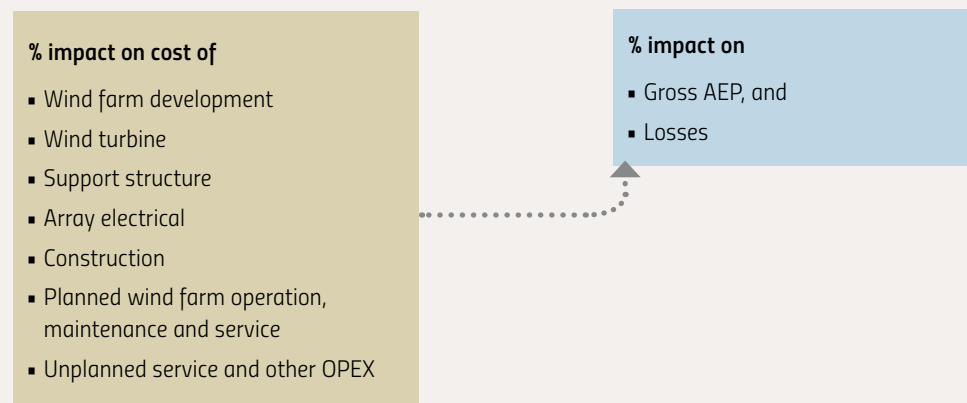 % impact on cost of
▪ Wind farm development
▪ Wind turbine
▪ Support structure
▪ Array electrical
▪ Construction
▪ Planned wind farm operation,
maintenance and service
▪ Unplanned service and other OPEX
% impact on
▪ Gross AEP, and
▪ Losses